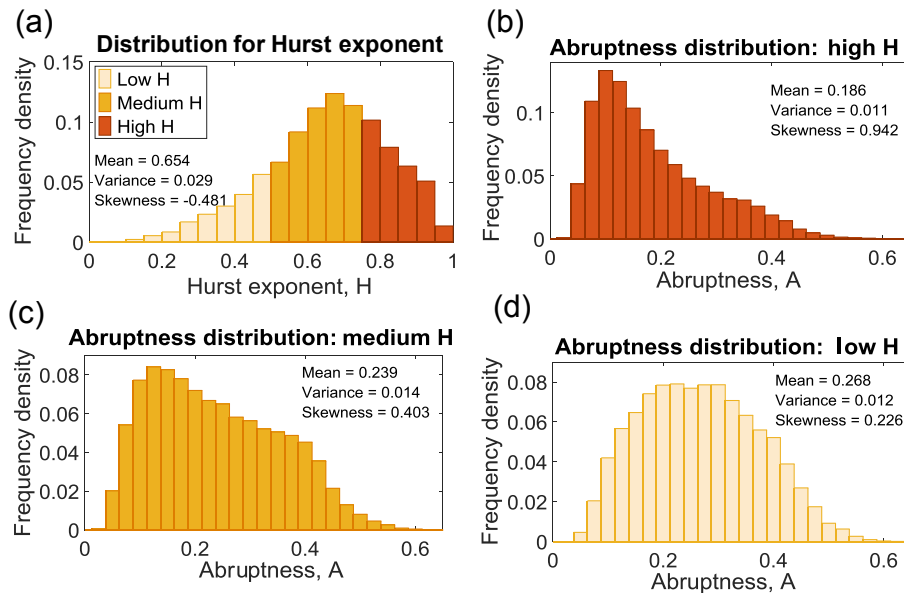 (a)
Distribution for Hurst exponent
Frequency density
0.15
0.1
0.05
0
Low H
Medium H
High H
Mean = 0.654
Variance = 0.029
Skewness = -0.481
0 0.2 0.4 0.6 0.8 1
Hurst exponent, H
(b)
Abruptness distribution: high H
Frequency density
0.1
0.05
0
Mean = 0.186
Variance = 0.011
Skewness = 0.942
0 0.2 0.4 0.6
Abruptness, A
(c)
Abruptness distribution: medium H
Frequency density
0.08
0.06
0.04
0.02
0
Mean = 0.239
Variance = 0.014
Skewness = 0.403
0 0.2 0.4 0.6
Abruptness, A
(d)
Abruptness distribution: low H
Frequency density
0.08
0.06
0.04
0.02
0
Mean = 0.268
Variance = 0.012
Skewness = 0.226
0 0.2 0.4 0.6
Abruptness, A